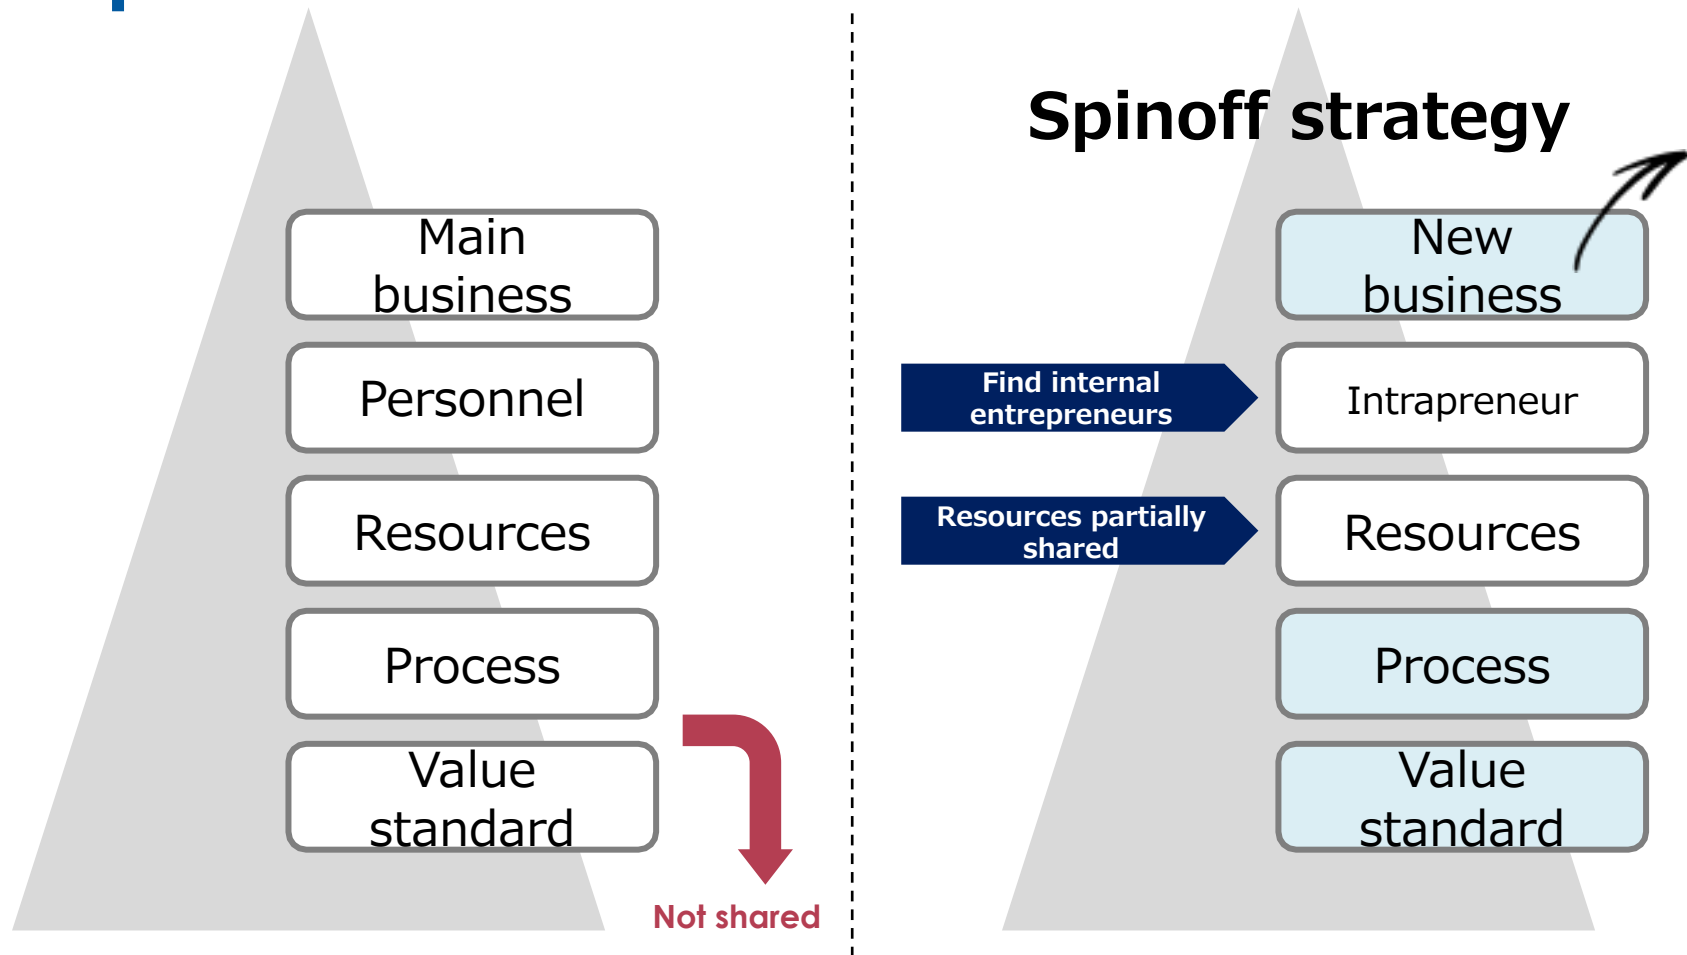 Main
business
Personnel
Resources
Process
Value
standard
Not shared
Spinoff strategy
Find internal
entrepreneurs
Resources partially
shared
New
business
Intrapreneur
Resources
Process
Value
standard